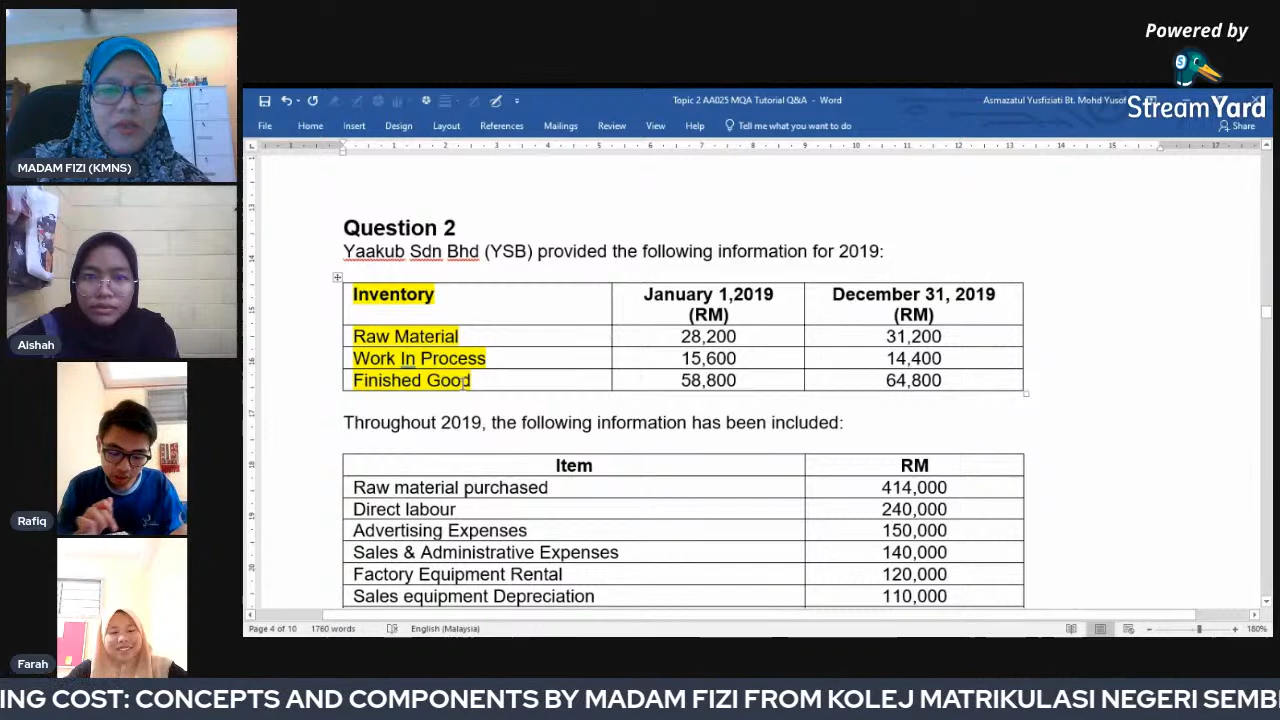 Powered by
StreamYard
MADAM FIZI (KMNS)
Aishah
Rafiq
Farah
Topic 2 AA025 MQA Tutorial Q&A - Word
Asmazatul Yusfiziati Bt. Mohd Yusof
File Home Insert Design Layout References Mailings Review View Help Tell me what you want to do
Share
Question 2
Yaakub Sdn Bhd (YSB) provided the following information for 2019:
Inventory January 1,2019 December 31, 2019
(RM) (RM)
Raw Material 28,200 31,200
Work In Process 15,600 14,400
Finished Good 58,800 64,800
Throughout 2019, the following information has been included:
Item RM
Raw material purchased 414,000
Direct labour 240,000
Advertising Expenses 150,000
Sales & Administrative Expenses 140,000
Factory Equipment Rental 120,000
Sales equipment Depreciation 110,000
Page 4 of 10 1760 words English (Malaysia) 180%
ING COST: CONCEPTS AND COMPONENTS BY MADAM FIZI FROM KOLEJ MATRIKULASI NEGERI SEMB